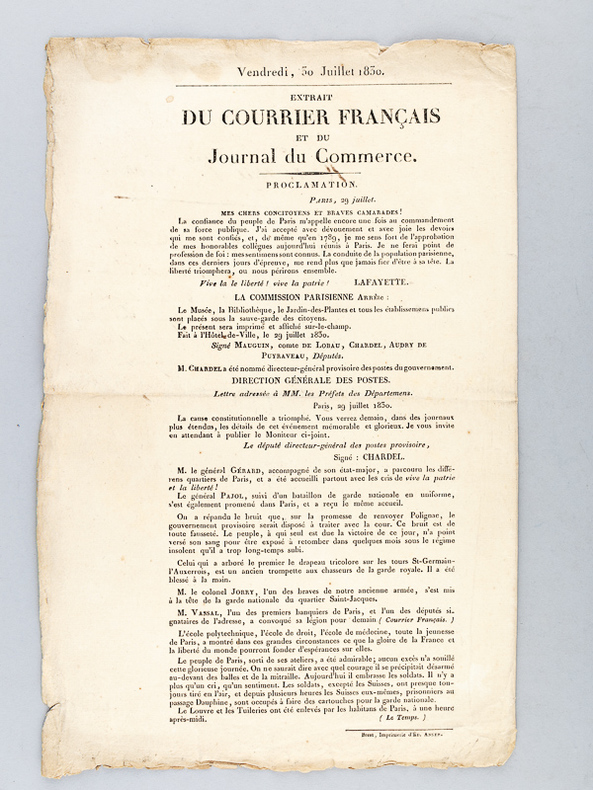 Vendredi, 30 Juillet 1830.
EXTRAIT
DU COURRIER FRANÇAIS
ET DU
Journal du Commerce.
PROCLAMATION.
PARIS, 29 juillet.
MES CHERS CONCITOYENS ET BRAVES CAMARADES!
La confiance du peuple de Paris m'appelle encore une fois au commandement
de sa force publique. J'ai accepté avec dévouement et avec joie les devoirs
qui me sont confiés, et, de même qu'en 1789, je me sens fort de l'approbation
de mes honorables collègues aujourd'hui réunis à Paris. Je ne ferai point de
profession de foi : mes sentimens sont connus. La conduite de la population parisienne,
dans ces derniers jours d'épreuve, me rend plus que jamais fier d'être à sa tête. La
liberté triomphera, ou nous périrons ensemble.
Vive la le liberté! vive la patrie! LAFAYETTE.
LA COMMISSION PARISIENNE Arrête :
Le Musée, la Bibliothèque, le Jardin-des-Plantes et tous les établissemens publics
sont placés sous la sauve-garde des citoyens.
Le présent sera imprimé et affiché sur-le-champ.
Fait à l'Hôtel-de-Ville, le 29 juillet 1830.
Signé MAUGUIN, comte DE LOBAU, CHARDEL, AUDRY DE
PUYRAVEAU, Députés.
M. CHARDEL a été nommé directeur-général provisoire des postes du gouvernement.
DIRECTION GÉNÉRALE DES POSTES.
Lettre adressée à MM. les Préfets des Départemens.
Paris, 29 juillet 1830.
La cause constitutionnelle a triomphé. Vous verrez demain, dans des journaux
plus étendus, les détails de cet événement mémorable et glorieux. Je vous invite
en attendant à publier le Moniteur ci-joint.
Le député directeur-général des postes provisoire,
Signé : CHARDEL.
M. le général GÉRARD, accompagné de son état-major, a parcouru les diffé-
rens quartiers de Paris, et a été accueilli partout avec les cris de vive la patrie
et la liberté!
Le général PAJOL, suivi d'un bataillon de garde nationale en uniforme,
s'est également promené dans Paris, et a reçu le même accueil.
On a répandu le bruit que, sur la promesse de renvoyer Polignac, le
gouvernement provisoire serait disposé à traiter avec la cour. Ce bruit est de
toute fausseté. Le peuple, à qui seul est due la victoire de ce jour, n'a point
versé son sang pour être exposé à retomber dans quelques mois sous le régime
insolent qu'il a trop long-temps subi.
Celui qui a arboré le premier le drapeau tricolore sur les tours St-Germain-
l'Auxerrois, est un ancien trompette aux chasseurs de la garde royale. Il a été
blessé à la main.
M. le colonel JORRY, l'un des braves de notre ancienne armée, s'est mis
à la tête de la garde nationale du quartier Saint-Jacques.
M. VASSAL, l'un des premiers banquiers de Paris, et l'un des députés si-
gnataires de l'adresse, a convoqué sa légion pour demain (Courrier Français.)
L'école polytechnique, l'école de droit, l'école de médecine, toute la jeunesse
de Paris, a montré dans ces grandes circonstances ce que la gloire de la France et
la liberté du monde pourront fonder d'espérances sur elles.
Le peuple de Paris, sorti de ses ateliers, a été admirable; aucun excès n'a souillé
cette glorieuse journée. On ne saurait dire avec quel courage il se précipitait désarmé
au-devant des balles et de la mitraille. Aujourd'hui il embrasse les soldats. Il n'y a
plus qu'un cri, qu'un sentiment. Les soldats, excepté les Suisses, ont presque tou-
jours tiré en l'air, et depuis plusieurs heures les Suisses eux-mêmes, prisonniers au
passage Dauphine, sont occupés à faire des cartouches pour la garde nationale.
Le Louvre et les Tuileries ont été enlevés par les habitans de Paris, à une heure
après-midi. (Le Temps.)
Brest, Imprimerie d'Et. ANNER.